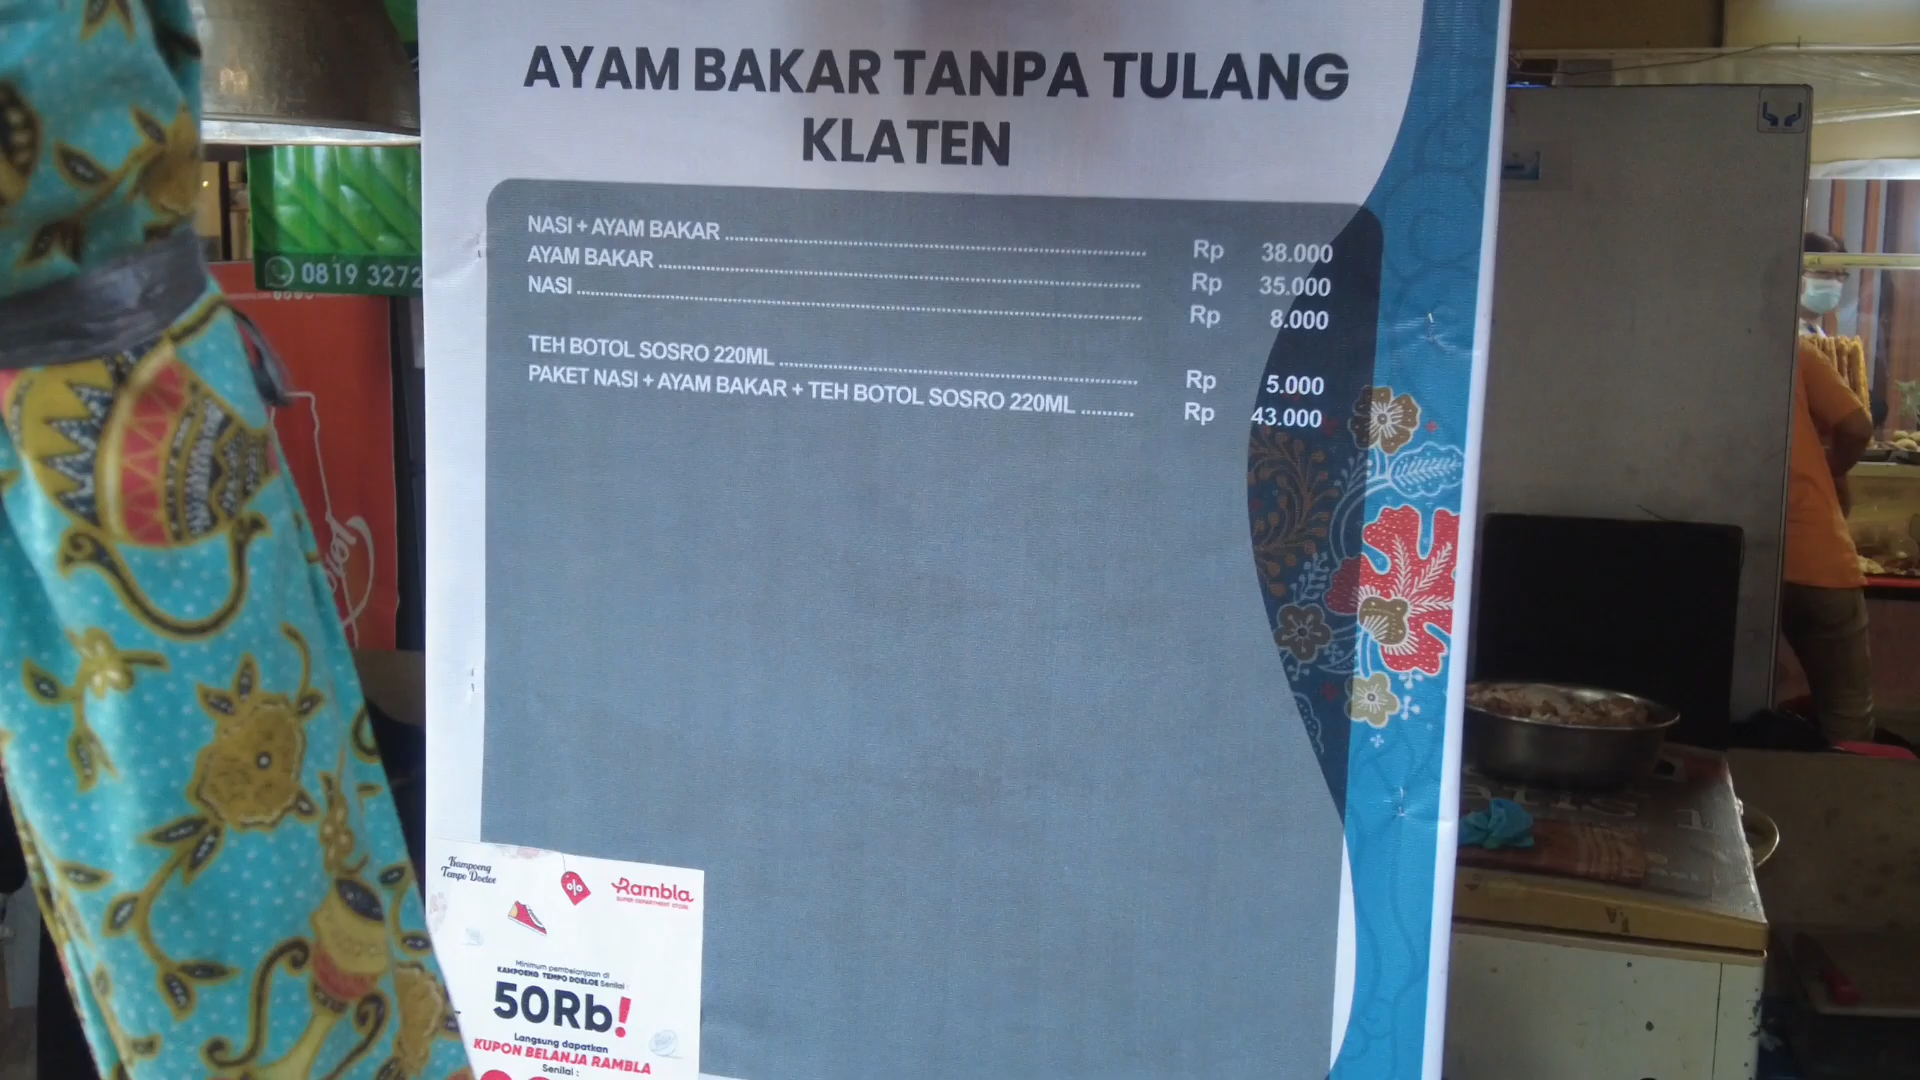 AYAM BAKAR TANPA TULANG
KLATEN
NASI + AYAM BAKAR ........ Rp 38.000
AYAM BAKAR ........ Rp 35.000
NASI ........ Rp 8.000
TEH BOTOL SOSRO 220ML ........ Rp 5.000
PAKET NASI + AYAM BAKAR + TEH BOTOL SOSRO 220ML .......... Rp 43.000
0819 3272
Kampoeng
Tempo Doeloe
%
Rambla
SUPER DEPARTMENT STORE
Minimum pembelanjaan di
KAMPOENG TEMPO DOELOE Senilai :
50Rb!
Langsung dapatkan
KUPON BELANJA RAMBLA
Senilai :